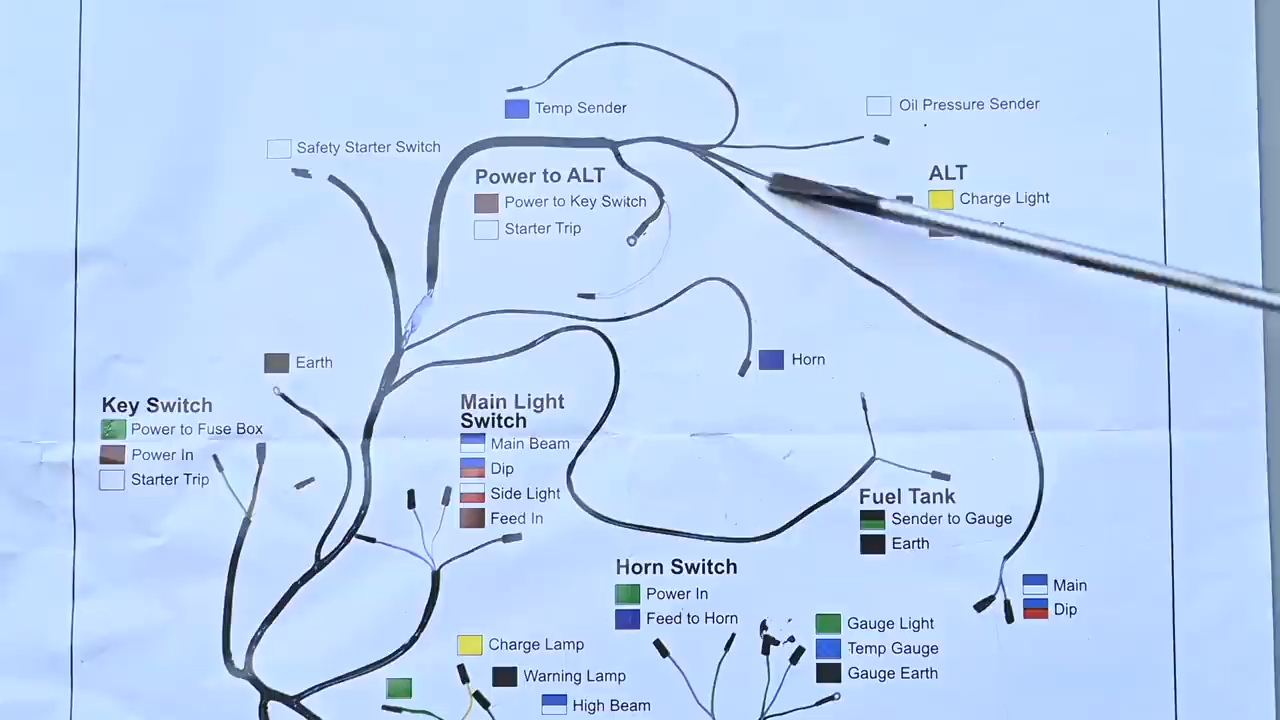 Temp Sender
Oil Pressure Sender
Safety Starter Switch
Power to ALT
Power to Key Switch
Starter Trip
ALT
Charge Light
Horn
Earth
Key Switch
Power to Fuse Box
Power In
Starter Trip
Main Light
Switch
Main Beam
Dip
Side Light
Feed In
Fuel Tank
Sender to Gauge
Earth
Horn Switch
Power In
Feed to Horn
Main
Dip
Gauge Light
Temp Gauge
Gauge Earth
Charge Lamp
Warning Lamp
High Beam